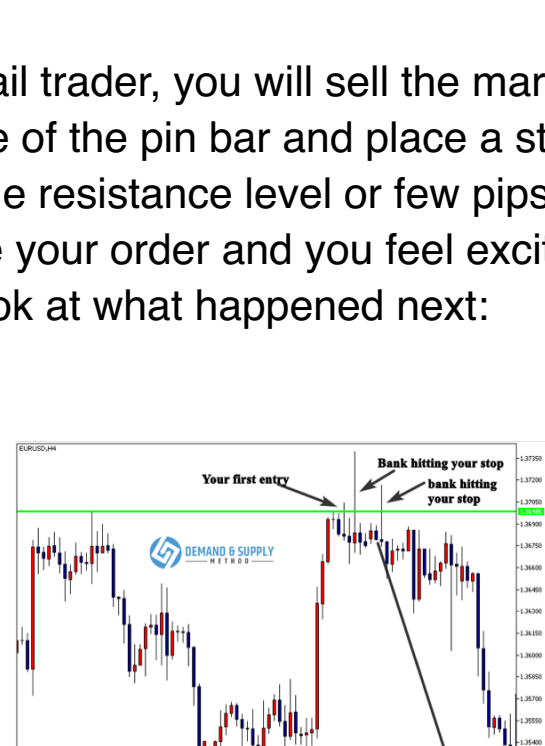 ail trader, you will sell the mar
e of the pin bar and place a st
e resistance level or few pips
e your order and you feel excit
ok at what happened next:
EURUSD,H4
Bank hitting your stop
Your first entry
bank hitting
your stop
DEMAND & SUPPLY
METHOD
1.37350
1.37200
1.37050
1.36985
1.36900
1.36750
1.36600
1.36450
1.36300
1.36150
1.36000
1.35850
1.35700
1.35550
1.35400